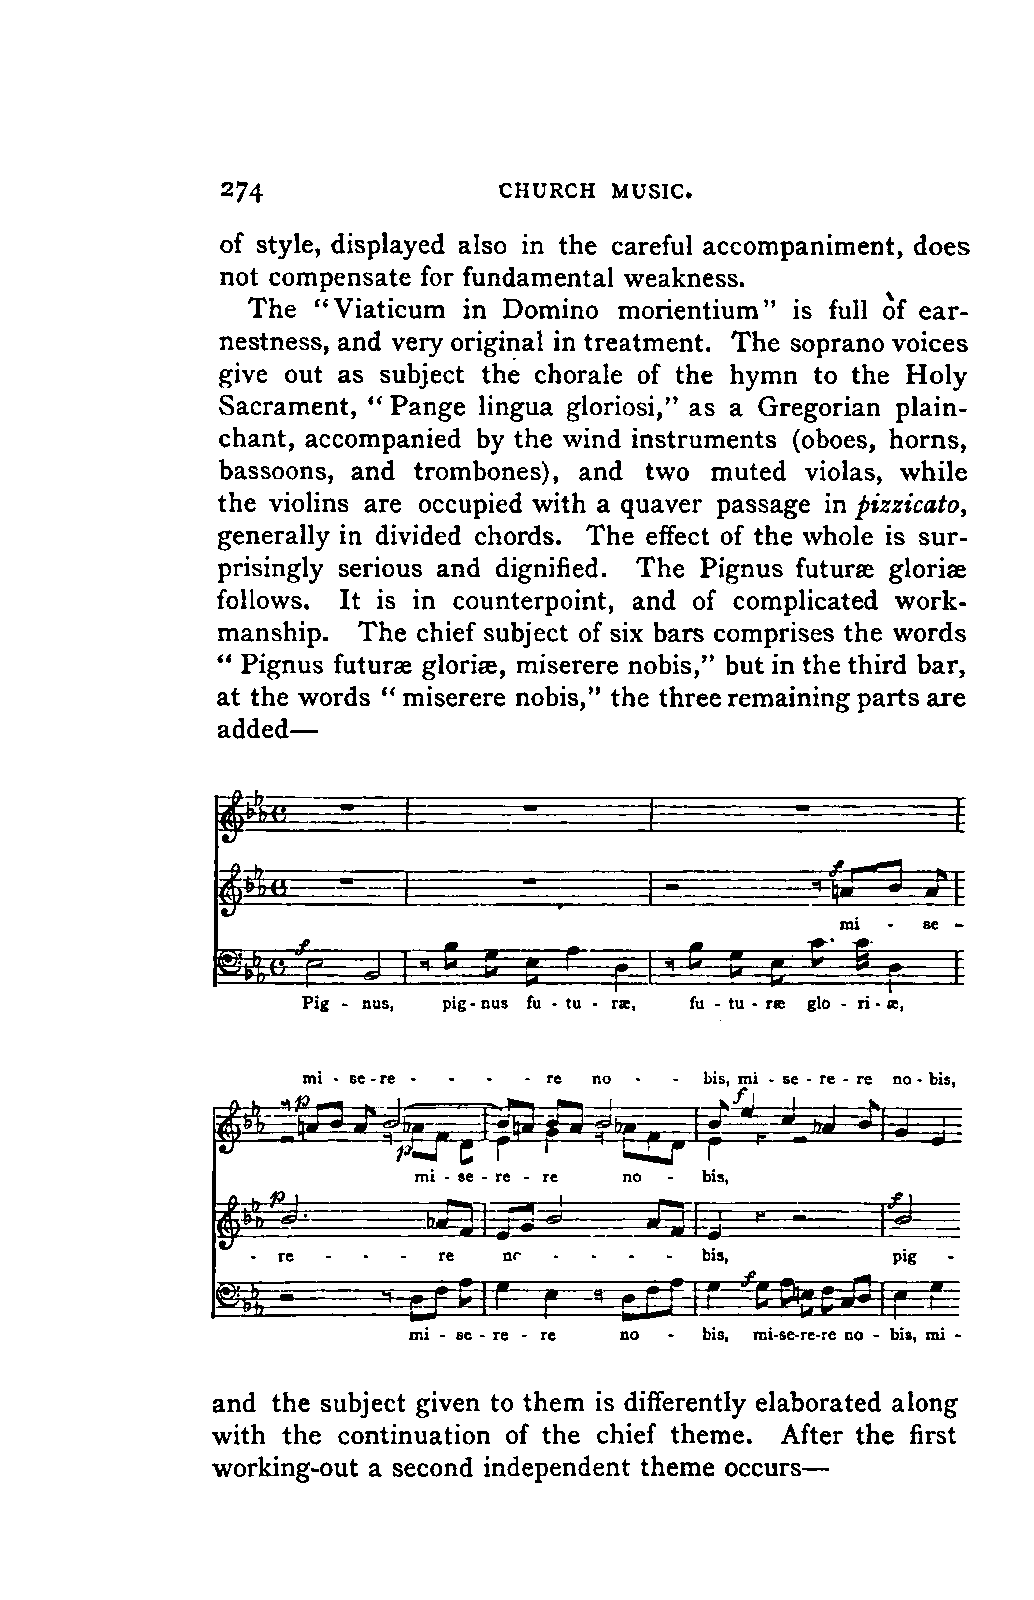 274 CHURCH MUSIC.
of style, displayed also in the careful accompaniment, does
not compensate for fundamental weakness.
The “Viaticum in Domino morientium” is full of ear-
nestness, and very original in treatment. The soprano voices
give out as subject the chorale of the hymn to the Holy
Sacrament, “Pange lingua gloriosi,” as a Gregorian plain-
chant, accompanied by the wind instruments (oboes, horns,
bassoons, and trombones), and two muted violas, while
the violins are occupied with a quaver passage in pizzicato,
generally in divided chords. The effect of the whole is sur-
prisingly serious and dignified. The Pignus futuræ gloriæ
follows. It is in counterpoint, and of complicated work-
manship. The chief subject of six bars comprises the words
“Pignus futuræ gloriæ, miserere nobis,” but in the third bar,
at the words “miserere nobis,” the three remaining parts are
added—
f
mi - se -
f
Pig - nus, pig - nus fu - tu - ræ, fu - tu - ræ glo - ri - æ,
mi - se - re - - - - re no - - bis, mi - se - re - re no - bis,
p f
p
mi - se - re - re no - bis,
p f
- re - - - re no - - - - bis, pig -
f
mi - se - re - re no - bis, mi-se-re-re no - bis, mi -
and the subject given to them is differently elaborated along
with the continuation of the chief theme. After the first
working-out a second independent theme occurs—